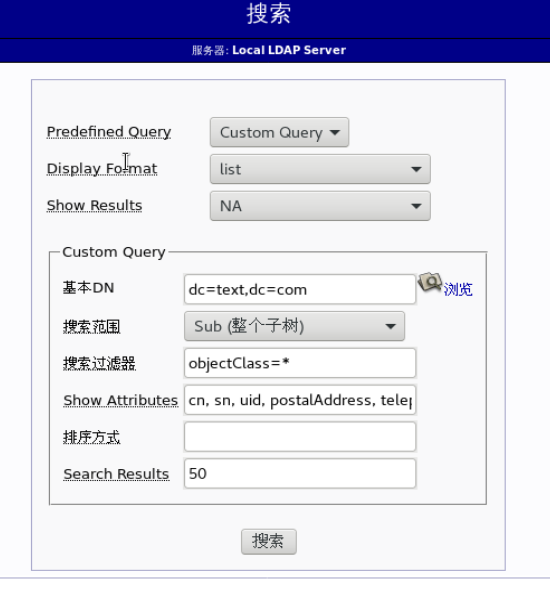 搜索
服务器: Local LDAP Server
Predefined Query Custom Query
Display Format list
Show Results NA
Custom Query
基本DN dc=text,dc=com 浏览
搜索范围 Sub (整个子树)
搜索过滤器 objectClass=*
Show Attributes cn, sn, uid, postalAddress, telep
排序方式
Search Results 50
搜索